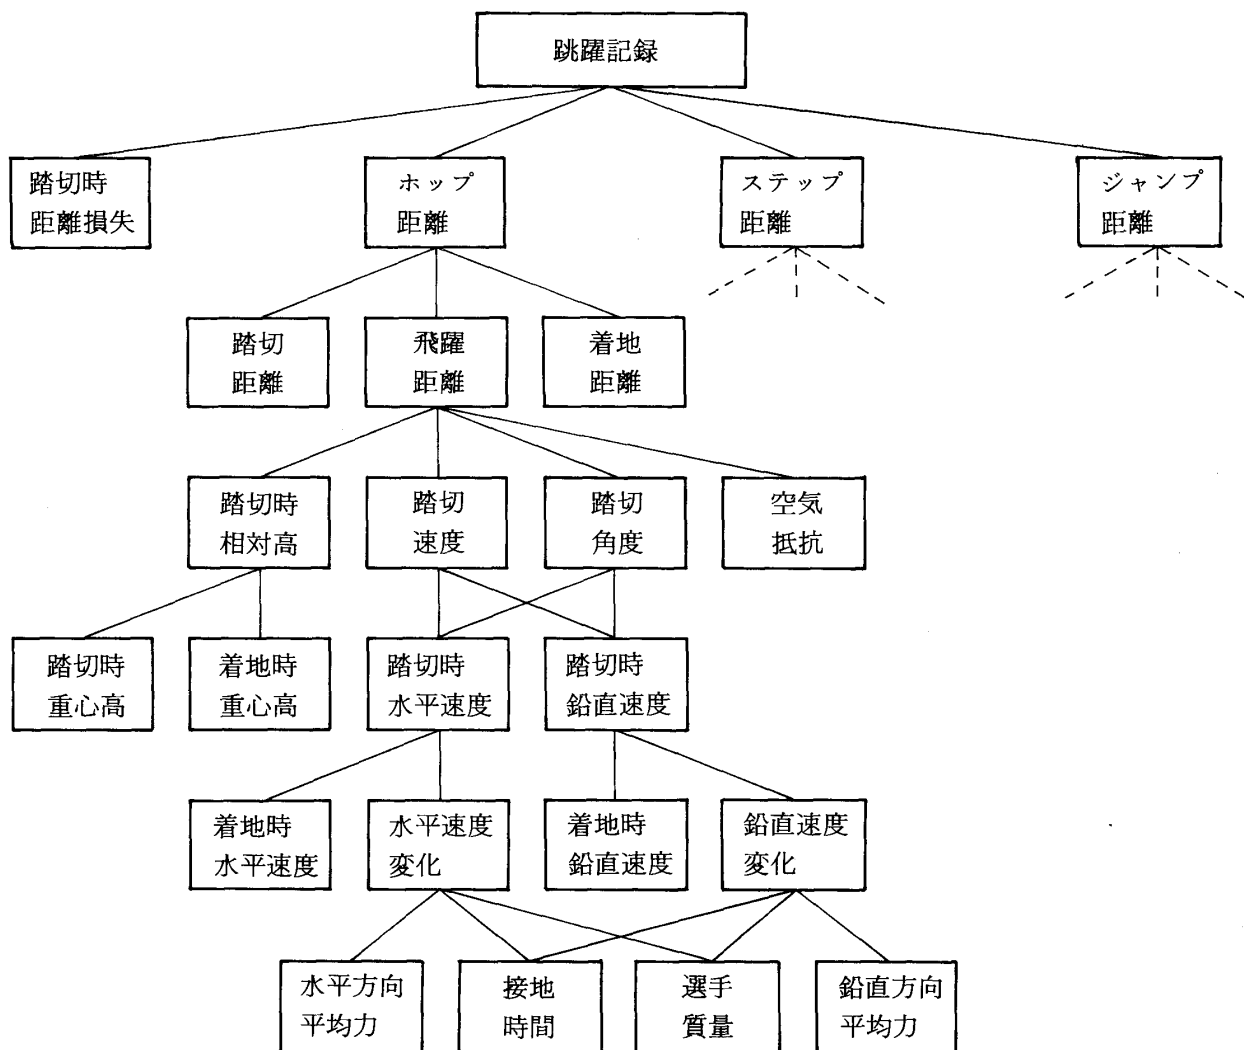 跳躍記録
踏切時
距離損失
ホップ
距離
ステップ
距離
ジャンプ
距離
踏切
距離
飛躍
距離
着地
距離
踏切時
相対高
踏切
速度
踏切
角度
空気
抵抗
踏切時
重心高
着地時
重心高
踏切時
水平速度
踏切時
鉛直速度
着地時
水平速度
水平速度
変化
着地時
鉛直速度
鉛直速度
変化
水平方向
平均力
接地
時間
選手
質量
鉛直方向
平均力